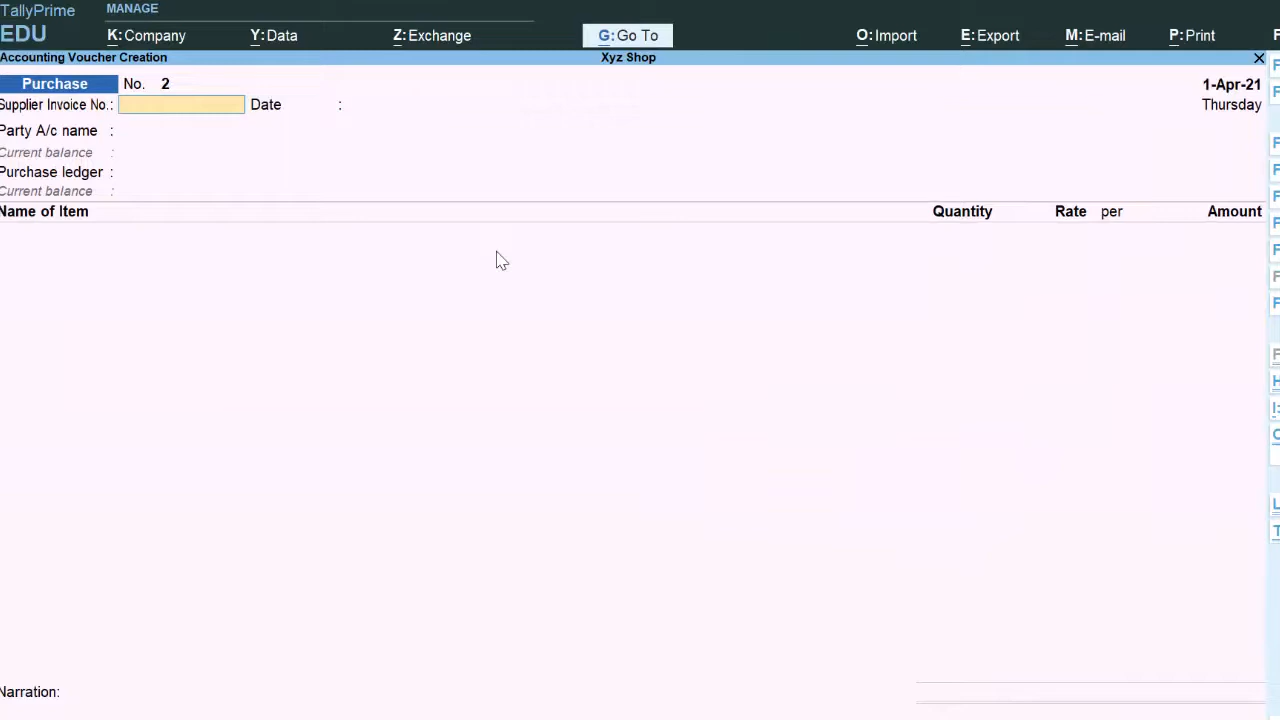 TallyPrime
MANAGE
EDU
K: Company
Y: Data
Z: Exchange
G: Go To
O: Import
E: Export
M: E-mail
P: Print
Accounting Voucher Creation
Xyz Shop
Purchase No. 2
1-Apr-21
Supplier Invoice No.: Date :
Thursday
Party A/c name :
Current balance :
Purchase ledger :
Current balance :
Name of Item Quantity Rate per Amount
Narration: